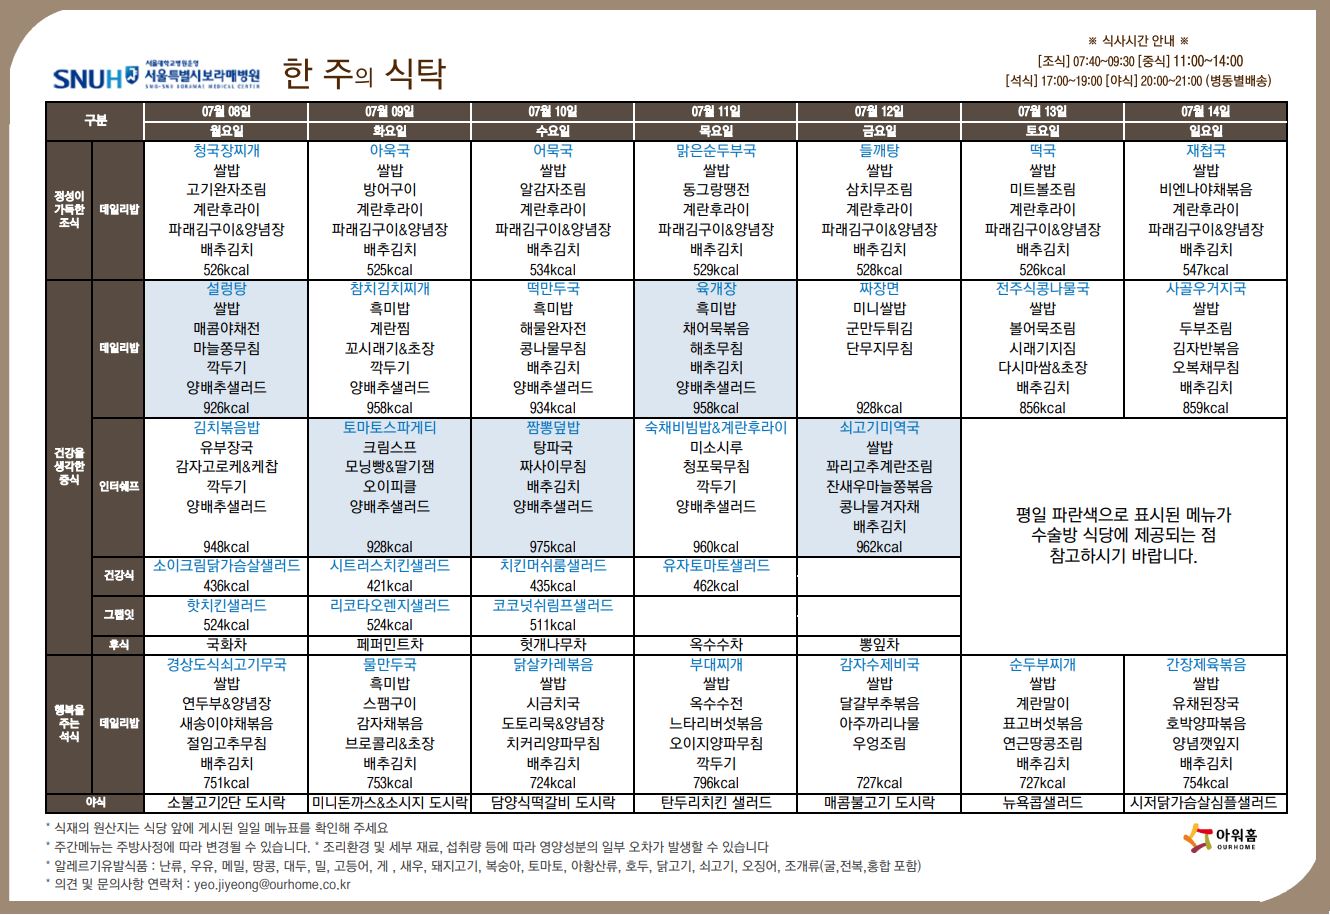 ※ 식사시간 안내 ※
[조식] 07:40~09:30 [중식] 11:00~14:00
[석식] 17:00~19:00 [야식] 20:00~21:00 (병동별배송)
SNUH 서울대학교병원운영 서울특별시보라매병원
SMG-SNU BORAMAE MEDICAL CENTER
한 주의 식탁
구분 07월 08일 07월 09일 07월 10일 07월 11일 07월 12일 07월 13일 07월 14일
월요일 화요일 수요일 목요일 금요일 토요일 일요일
정성이 가득한 조식 데일리밥
청국장찌개 아욱국 어묵국 맑은순두부국 들깨탕 떡국 재첩국
쌀밥 쌀밥 쌀밥 쌀밥 쌀밥 쌀밥 쌀밥
고기완자조림 방어구이 알감자조림 동그랑땡전 삼치무조림 미트볼조림 비엔나야채볶음
계란후라이 계란후라이 계란후라이 계란후라이 계란후라이 계란후라이 계란후라이
파래김구이&양념장 파래김구이&양념장 파래김구이&양념장 파래김구이&양념장 파래김구이&양념장 파래김구이&양념장 파래김구이&양념장
배추김치 배추김치 배추김치 배추김치 배추김치 배추김치 배추김치
526kcal 525kcal 534kcal 529kcal 528kcal 526kcal 547kcal
건강을 생각한 중식 데일리밥
설렁탕 참치김치찌개 떡만두국 육개장 짜장면 전주식콩나물국 사골우거지국
쌀밥 흑미밥 쌀밥 흑미밥 미니쌀밥 쌀밥 쌀밥
매콤야채전 계란찜 해물완자전 채어묵볶음 군만두튀김 볼어묵조림 두부조림
마늘쫑무침 꼬시래기&초장 콩나물무침 해초무침 단무지무침 시래기지짐 김자반볶음
깍두기 깍두기 배추김치 배추김치 다시마쌈&초장 오복채무침
양배추샐러드 양배추샐러드 양배추샐러드 양배추샐러드 배추김치 배추김치
926kcal 958kcal 934kcal 958kcal 928kcal 856kcal 859kcal
인터쉐프
김치볶음밥 토마토스파게티 짬뽕덮밥 숙채비빔밥&계란후라이 쇠고기미역국
유부장국 크림스프 탕파국 미소시루 쌀밥
감자고로케&케찹 모닝빵&딸기잼 짜사이무침 청포묵무침 꽈리고추계란조림
깍두기 오이피클 배추김치 깍두기 잔새우마늘쫑볶음
양배추샐러드 양배추샐러드 양배추샐러드 양배추샐러드 콩나물겨자채
배추김치
948kcal 928kcal 975kcal 960kcal 962kcal
평일 파란색으로 표시된 메뉴가
수술방 식당에 제공되는 점
참고하시기 바랍니다.
건강식
소이크림닭가슴살샐러드 시트러스치킨샐러드 치킨머쉬룸샐러드 유자토마토샐러드
436kcal 421kcal 435kcal 462kcal
그랩잇
핫치킨샐러드 리코타오렌지샐러드 코코넛쉬림프샐러드
524kcal 524kcal 511kcal
후식 국화차 페퍼민트차 헛개나무차 옥수수차 뽕잎차
행복을 주는 석식 데일리밥
경상도식쇠고기무국 물만두국 닭살카레볶음 부대찌개 감자수제비국 순두부찌개 간장제육볶음
쌀밥 흑미밥 쌀밥 쌀밥 쌀밥 쌀밥 쌀밥
연두부&양념장 스팸구이 시금치국 옥수수전 달걀부추볶음 계란말이 유채된장국
새송이야채볶음 감자채볶음 도토리묵&양념장 느타리버섯볶음 아주까리나물 표고버섯볶음 호박양파볶음
절임고추무침 브로콜리&초장 치커리양파무침 오이지양파무침 우엉조림 연근땅콩조림 양념깻잎지
배추김치 배추김치 배추김치 깍두기 배추김치 배추김치
751kcal 753kcal 724kcal 796kcal 727kcal 727kcal 754kcal
야식 소불고기2단 도시락 미니돈까스&소시지 도시락 담양식떡갈비 도시락 탄두리치킨 샐러드 매콤불고기 도시락 뉴욕콥샐러드 시저닭가슴살심플샐러드
* 식재의 원산지는 식당 앞에 게시된 일일 메뉴표를 확인해 주세요
* 주간메뉴는 주방사정에 따라 변경될 수 있습니다. * 조리환경 및 세부 재료, 섭취량 등에 따라 영양성분의 일부 오차가 발생할 수 있습니다
* 알레르기유발식품 : 난류, 우유, 메밀, 땅콩, 대두, 밀, 고등어, 게 , 새우, 돼지고기, 복숭아, 토마토, 아황산류, 호두, 닭고기, 쇠고기, 오징어, 조개류(굴,전복,홍합 포함)
* 의견 및 문의사항 연락처 : yeo.jiyeong@ourhome.co.kr
아워홈
OURHOME